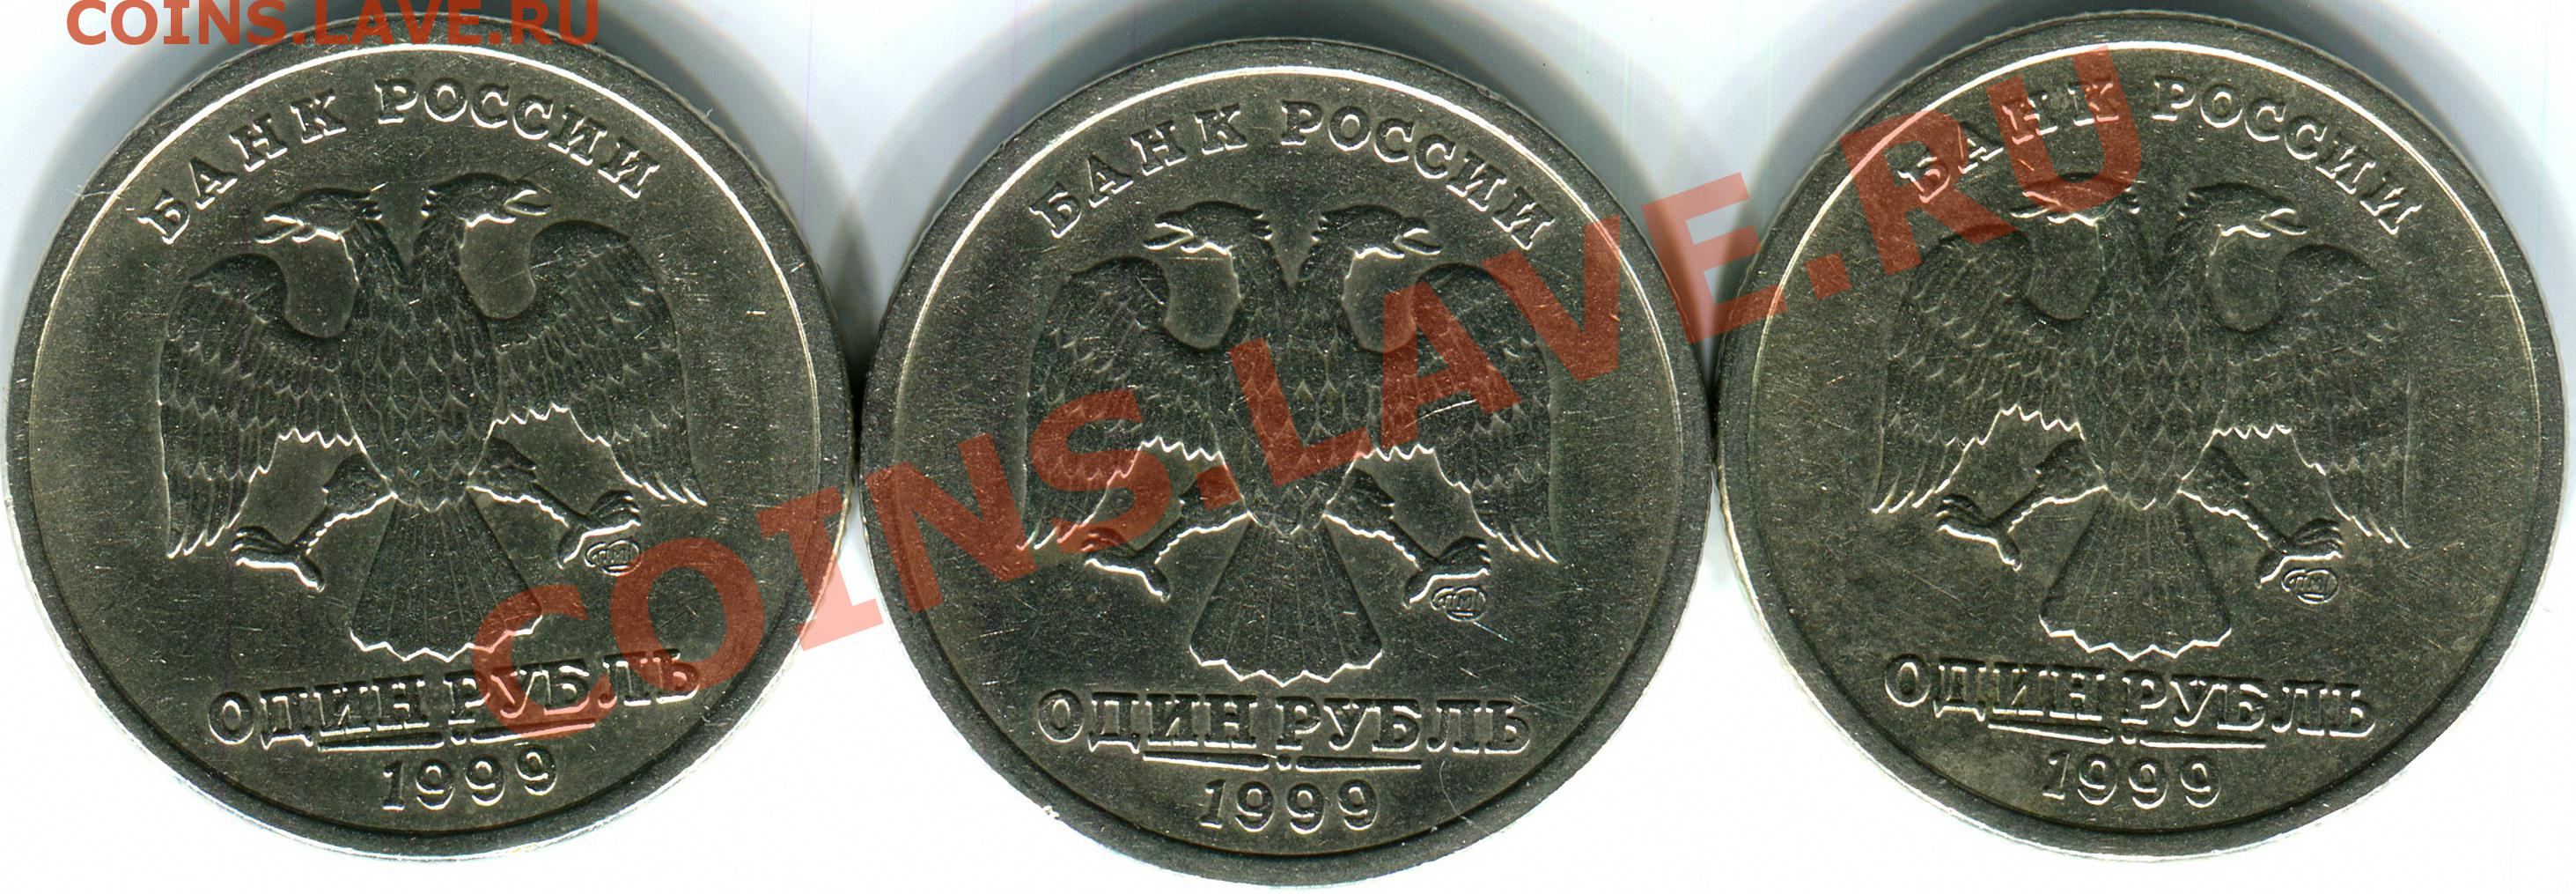 COINS.LAVE.RU
БАНК РОССИИ
ОДИН РУБЛЬ
1999
БАНК РОССИИ
ОДИН РУБЛЬ
1999
БАНК РОССИИ
ОДИН РУБЛЬ
1999
COINS.LAVE.RU